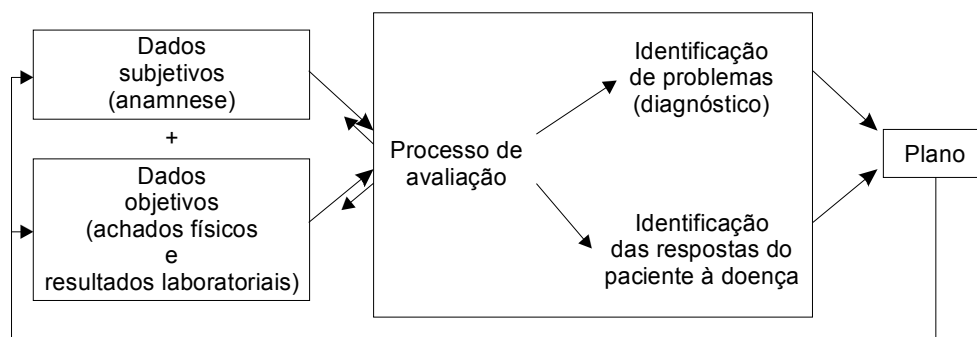 Dados
subjetivos
(anamnese)
+
Dados
objetivos
(achados físicos
e
resultados laboratoriais)
Processo de
avaliação
Identificação
de problemas
(diagnóstico)
Identificação
das respostas do
paciente à doença
Plano